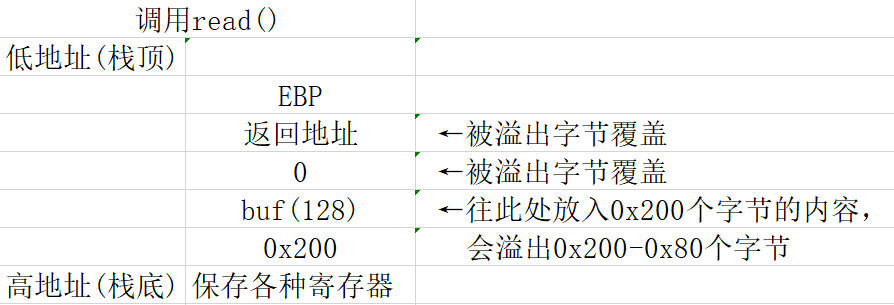 调用read()
低地址(栈顶)
EBP
返回地址 ←被溢出字节覆盖
0 ←被溢出字节覆盖
buf(128) ←往此处放入0x200个字节的内容，
0x200 会溢出0x200-0x80个字节
高地址(栈底) 保存各种寄存器